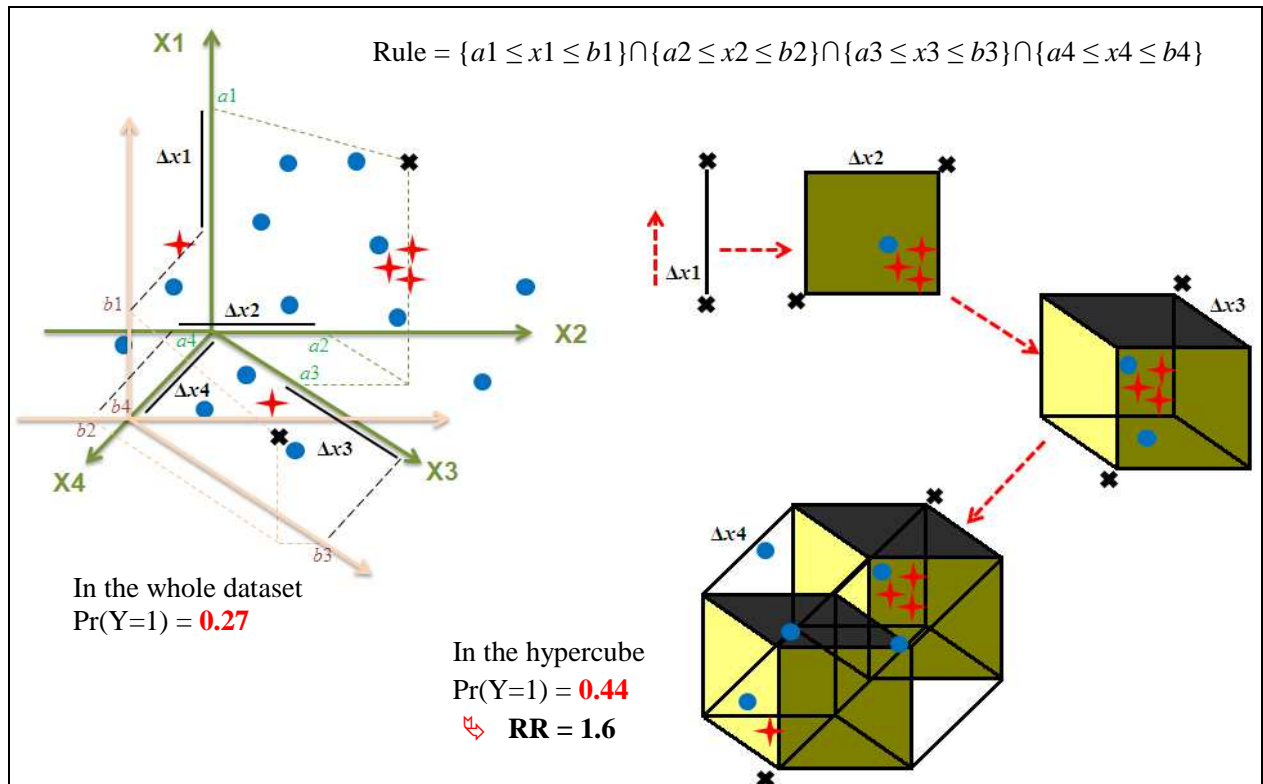 Rule = {a1 ≤ x1 ≤ b1}∩{a2 ≤ x2 ≤ b2}∩{a3 ≤ x3 ≤ b3}∩{a4 ≤ x4 ≤ b4}
X1
a1
Δx1
b1
Δx2
X2
a4
a2
a3
Δx4
b4
b2
Δx3
X3
X4
b3
Δx1
Δx2
Δx3
Δx4
In the whole dataset
Pr(Y=1) = 0.27
In the hypercube
Pr(Y=1) = 0.44
RR = 1.6